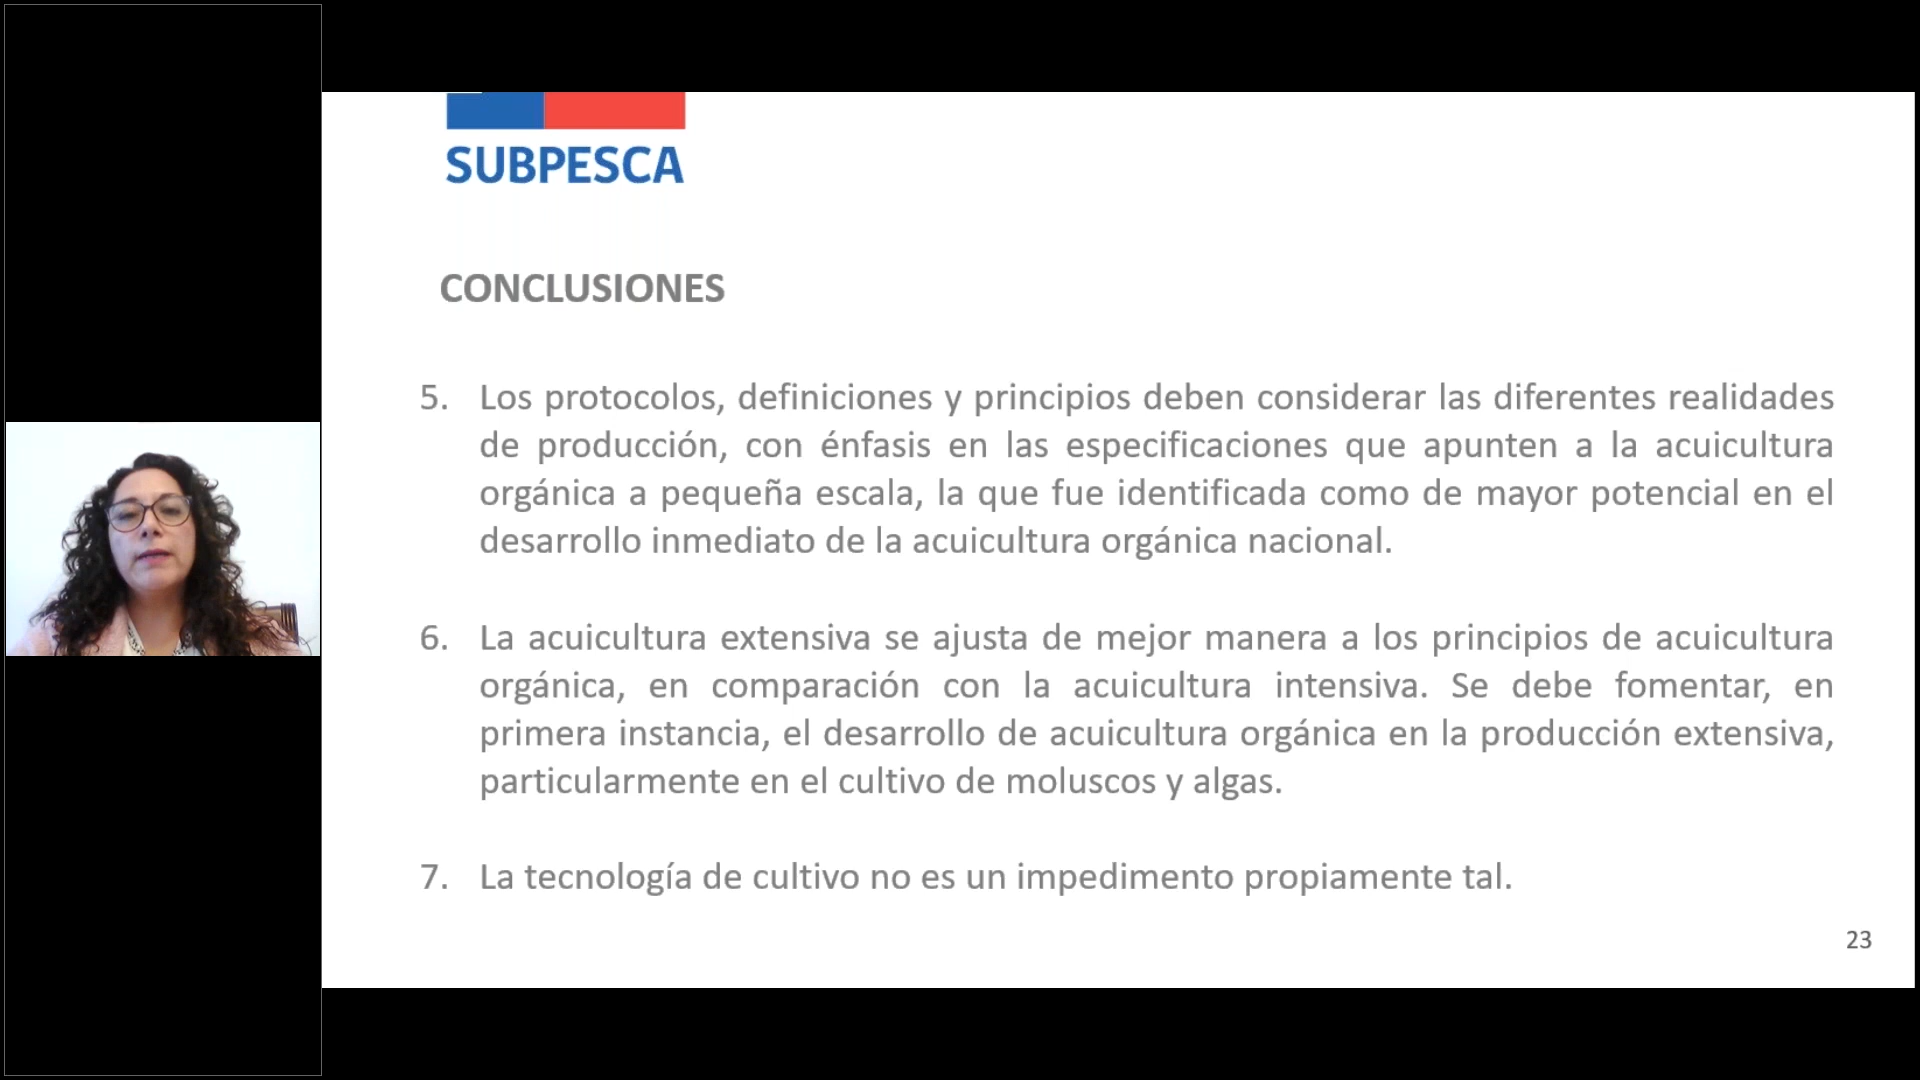 SUBPESCA
CONCLUSIONES
5. Los protocolos, definiciones y principios deben considerar las diferentes realidades
de producción, con énfasis en las especificaciones que apunten a la acuicultura
orgánica a pequeña escala, la que fue identificada como de mayor potencial en el
desarrollo inmediato de la acuicultura orgánica nacional.
6. La acuicultura extensiva se ajusta de mejor manera a los principios de acuicultura
orgánica, en comparación con la acuicultura intensiva. Se debe fomentar, en
primera instancia, el desarrollo de acuicultura orgánica en la producción extensiva,
particularmente en el cultivo de moluscos y algas.
7. La tecnología de cultivo no es un impedimento propiamente tal.
23